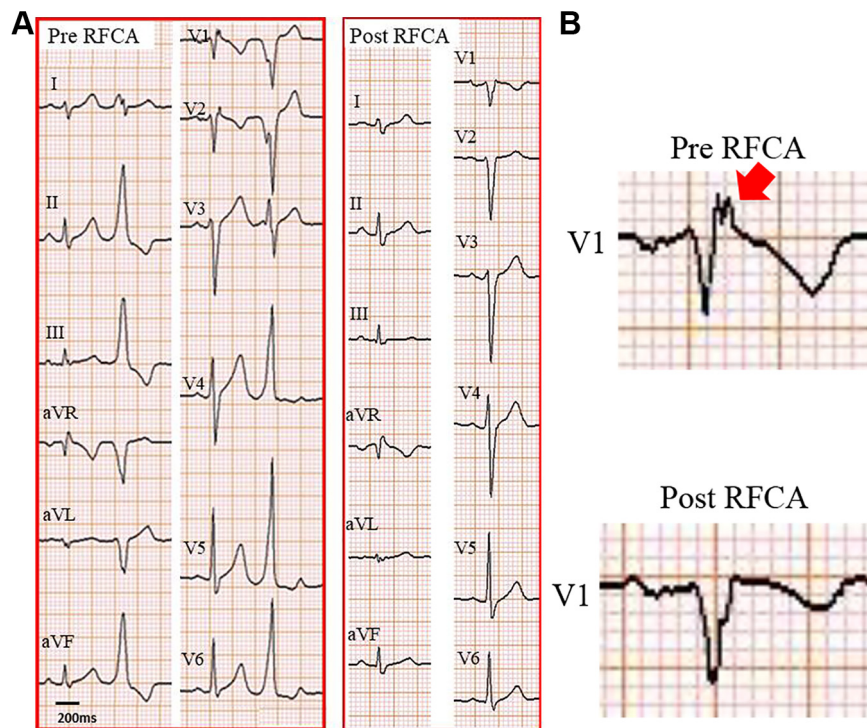 A
Pre RFCA
I
II
III
aVR
aVL
aVF
200ms
V1
V2
V3
V4
V5
V6
Post RFCA
I
II
III
aVR
aVL
aVF
V1
V2
V3
V4
V5
V6
B
Pre RFCA
V1
Post RFCA
V1